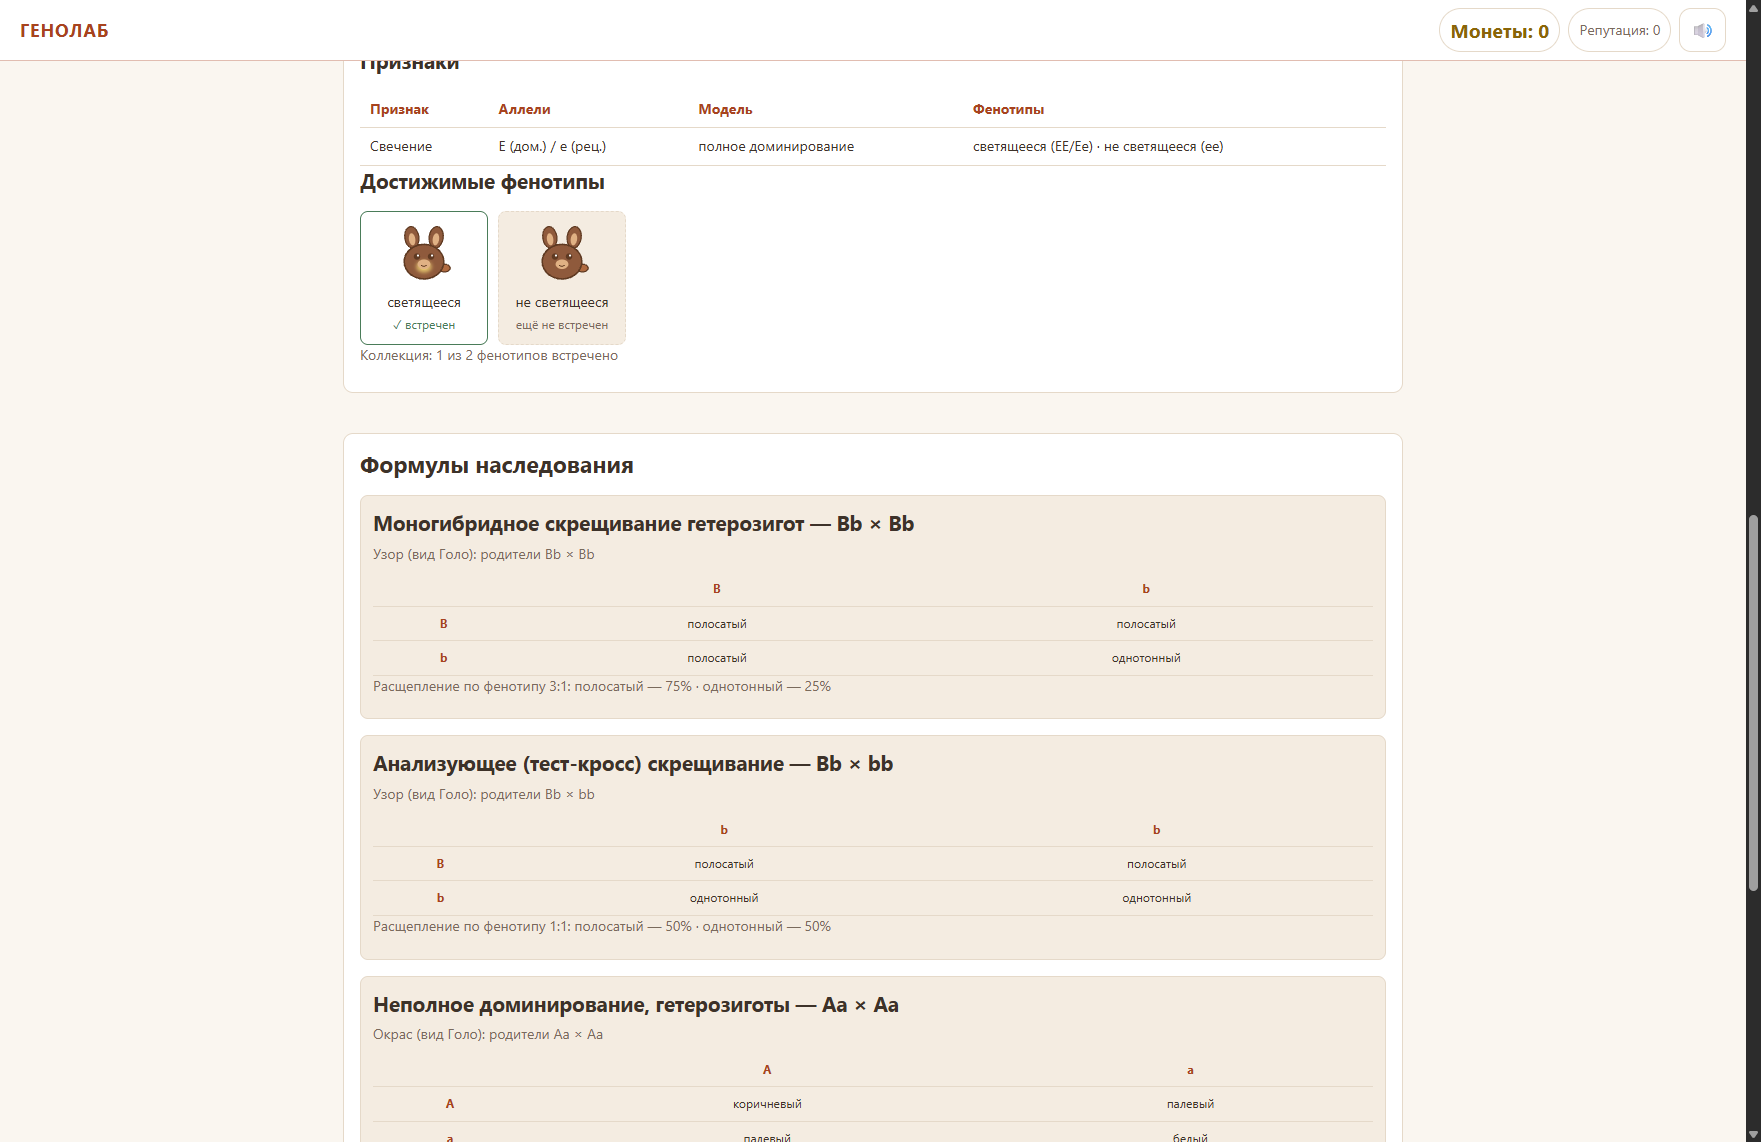 ГЕНОЛАБ
Монеты: 0
Репутация: 0
Признаки
Признак Аллели Модель Фенотипы
Свечение E (дом.) / e (рец.) полное доминирование светящееся (EE/Ee) · не светящееся (ee)
Достижимые фенотипы
светящееся не светящееся
✓ встречен ещё не встречен
Коллекция: 1 из 2 фенотипов встречено
Формулы наследования
Моногибридное скрещивание гетерозигот — Bb × Bb
Узор (вид Голо): родители Bb × Bb
B b
B полосатый полосатый
b полосатый однотонный
Расщепление по фенотипу 3:1: полосатый — 75% · однотонный — 25%
Анализующее (тест-кросс) скрещивание — Bb × bb
Узор (вид Голо): родители Bb × bb
b b
B полосатый полосатый
b однотонный однотонный
Расщепление по фенотипу 1:1: полосатый — 50% · однотонный — 50%
Неполное доминирование, гетерозиготы — Aa × Aa
Окрас (вид Голо): родители Aa × Aa
A a
A коричневый палевый
a палевый белый